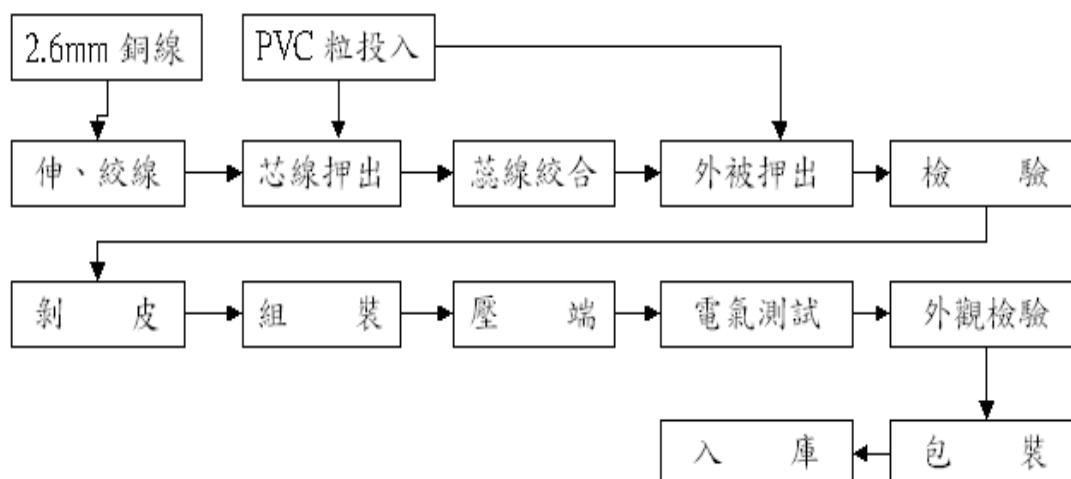 2.6mm 銅線
PVC 粒投入
伸、絞線
芯線押出
蕊線絞合
外被押出
檢驗
剝皮
組裝
壓端
電氣測試
外觀檢驗
入庫
包裝